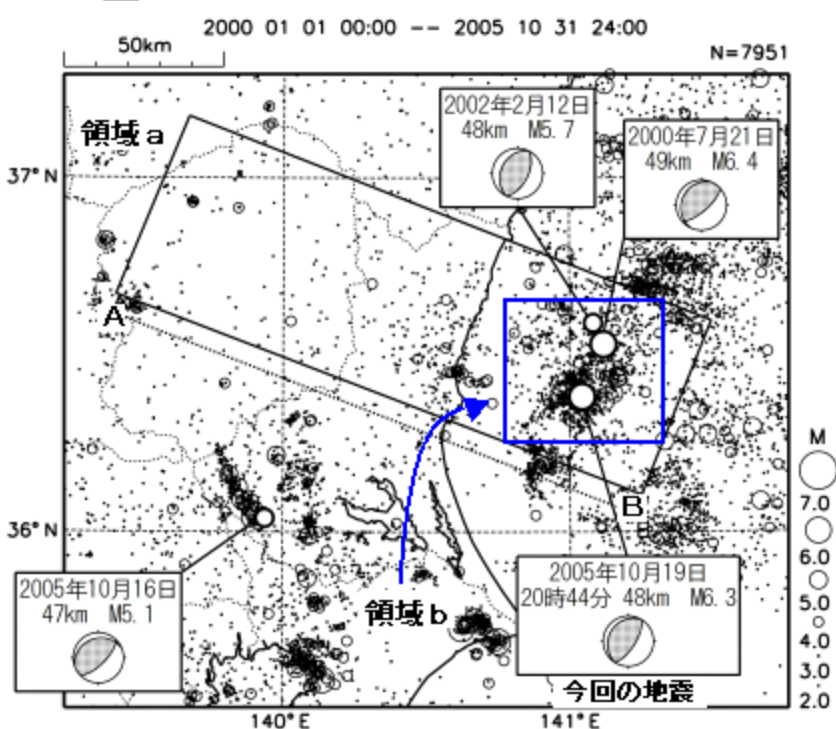 2000 01 01 00:00 -- 2005 10 31 24:00
50km
N=7951
領域a
2002年2月12日
48km M5.7
2000年7月21日
49km M6.4
37°N
A
B
36°N
2005年10月16日
47km M5.1
領域b
2005年10月19日
20時44分 48km M6.3
今回の地震
M
7.0
6.0
5.0
4.0
3.0
2.0
140°E
141°E